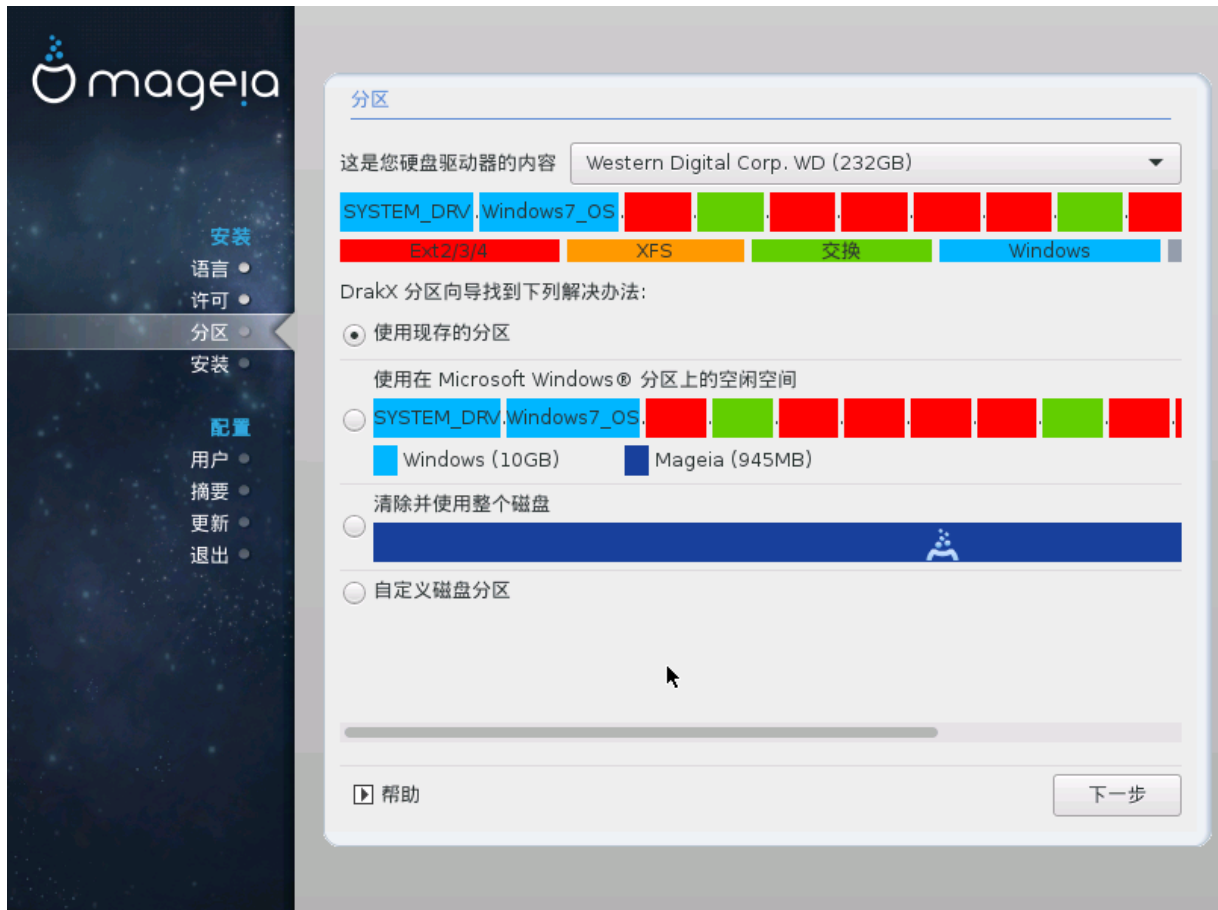 mageia
安装
语言
许可
分区
安装
配置
用户
摘要
更新
退出
分区
这是您硬盘驱动器的内容 Western Digital Corp. WD (232GB)
SYSTEM_DRV Windows7_OS
Ext2/3/4 XFS 交换 Windows
DrakX 分区向导找到下列解决办法:
使用现存的分区
使用在 Microsoft Windows® 分区上的空闲空间
SYSTEM_DRV Windows7_OS
Windows (10GB) Mageia (945MB)
清除并使用整个磁盘
自定义磁盘分区
帮助 下一步